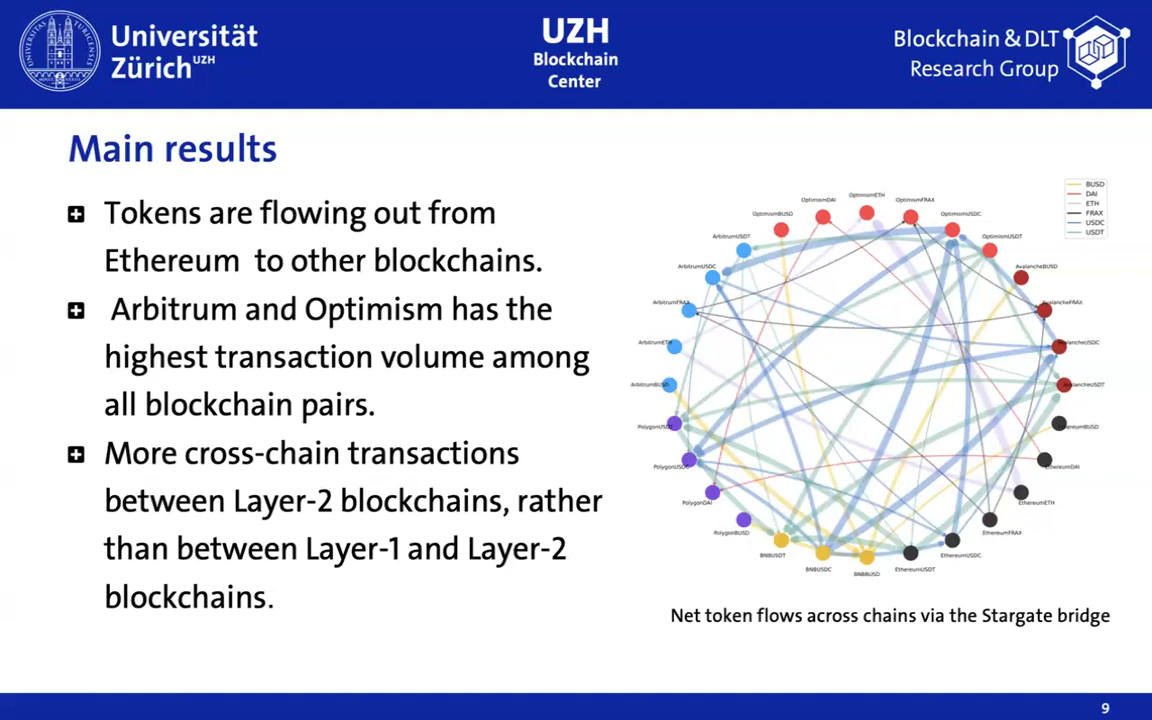 Universität
Zürich UZH
UZH
Blockchain
Center
Blockchain & DLT
Research Group
Main results
Tokens are flowing out from
Ethereum to other blockchains.
Arbitrum and Optimism has the
highest transaction volume among
all blockchain pairs.
More cross-chain transactions
between Layer-2 blockchains, rather
than between Layer-1 and Layer-2
blockchains.
BUSD
DAI
ETH
FRAX
USDC
USDT
OptimismETH
OptimismDAI
OptimismFRAX
OptimismBUSD
OptimismUSDC
ArbitrumUSDT
OptimismUSDT
ArbitrumUSDC
AvalancheBUSD
ArbitrumFRAX
AvalancheFRAX
ArbitrumETH
AvalancheUSDC
ArbitrumBUSD
AvalancheUSDT
PolygonUSDT
EthereumBUSD
PolygonUSDC
EthereumDAI
PolygonDAI
EthereumETH
PolygonBUSD
EthereumFRAX
BNBUSDT
EthereumUSDC
BNBUSDC
BNBBUSD
EthereumUSDT
Net token flows across chains via the Stargate bridge
9